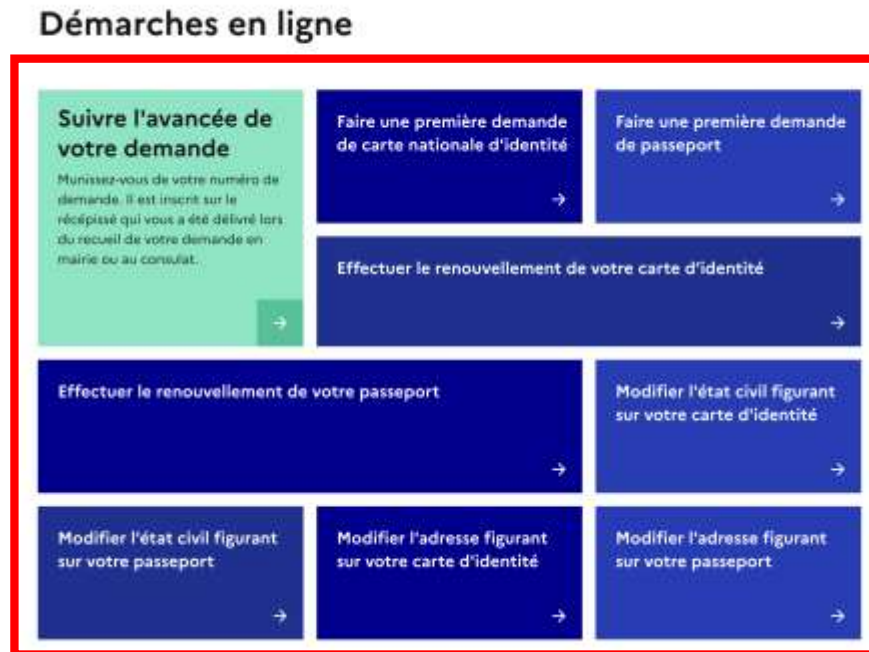 Démarches en ligne
Suivre l'avancée de
votre demande
Munissez-vous de votre numéro de
demande. Il est inscrit sur le
récépissé qui vous a été délivré lors
du recueil de votre demande en
mairie ou au consulat.
Faire une première demande
de carte nationale d'identité
Faire une première demande
de passeport
Effectuer le renouvellement de votre carte d'identité
Effectuer le renouvellement de votre passeport
Modifier l'état civil figurant
sur votre carte d'identité
Modifier l'état civil figurant
sur votre passeport
Modifier l'adresse figurant
sur votre carte d'identité
Modifier l'adresse figurant
sur votre passeport